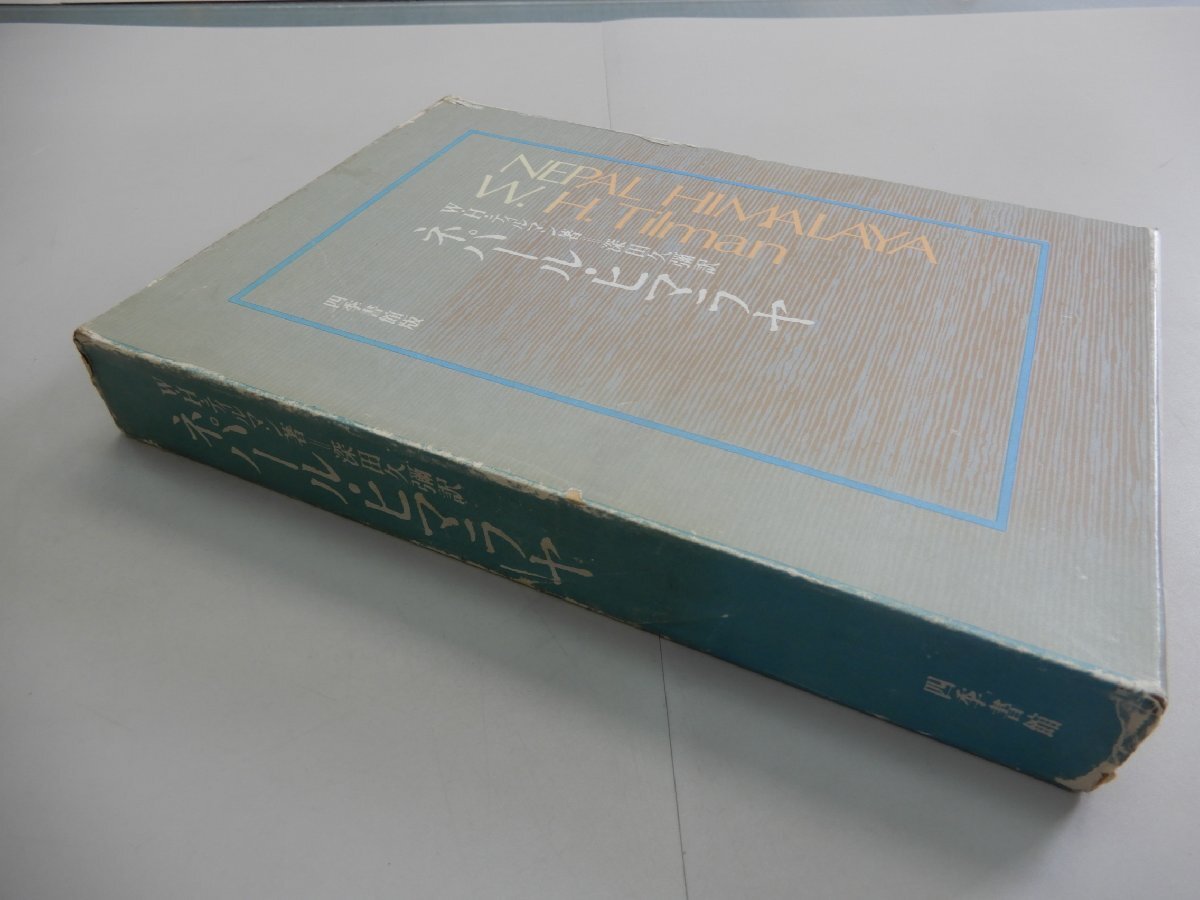 NEPAL HIMALAYA
W. H. Tilman
W.H.ティルマン著=深田久彌訳
ネパール・ヒマラヤ
四季書館版
W.H.ティルマン著=深田久彌訳
ネパール・ヒマラヤ
四季書館